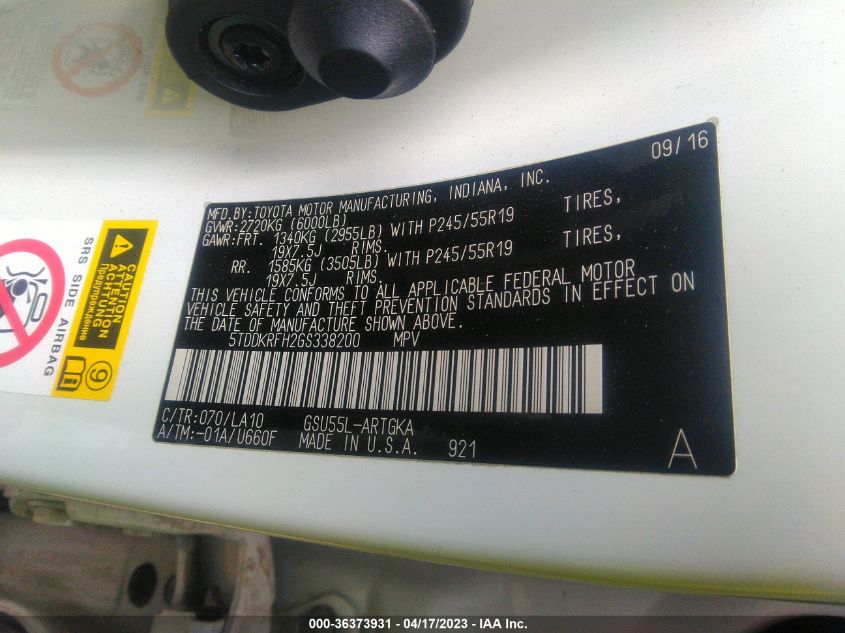 09/16
MFD.BY:TOYOTA MOTOR MANUFACTURING, INDIANA, INC.
GVWR:2720KG (6000LB)
GAWR:FRT. 1340KG (2955LB) WITH P245/55R19 TIRES,
19X7.5J RIMS.
RR. 1585KG (3505LB) WITH P245/55R19 TIRES,
19X7.5J RIMS.
THIS VEHICLE CONFORMS TO ALL APPLICABLE FEDERAL MOTOR
VEHICLE SAFETY AND THEFT PREVENTION STANDARDS IN EFFECT ON
THE DATE OF MANUFACTURE SHOWN ABOVE.
5TDDKRFH2GS338200 MPV
C/TR:070/LA10 GSU55L-ARTGKA
A/TM:-01A/U660F MADE IN U.S.A. 921
A
SRS SIDE AIRBAG
CAUTION
ATTENTION
ACHTUNG
Предупреждение
9
000-36373931 - 04/17/2023 - IAA Inc.